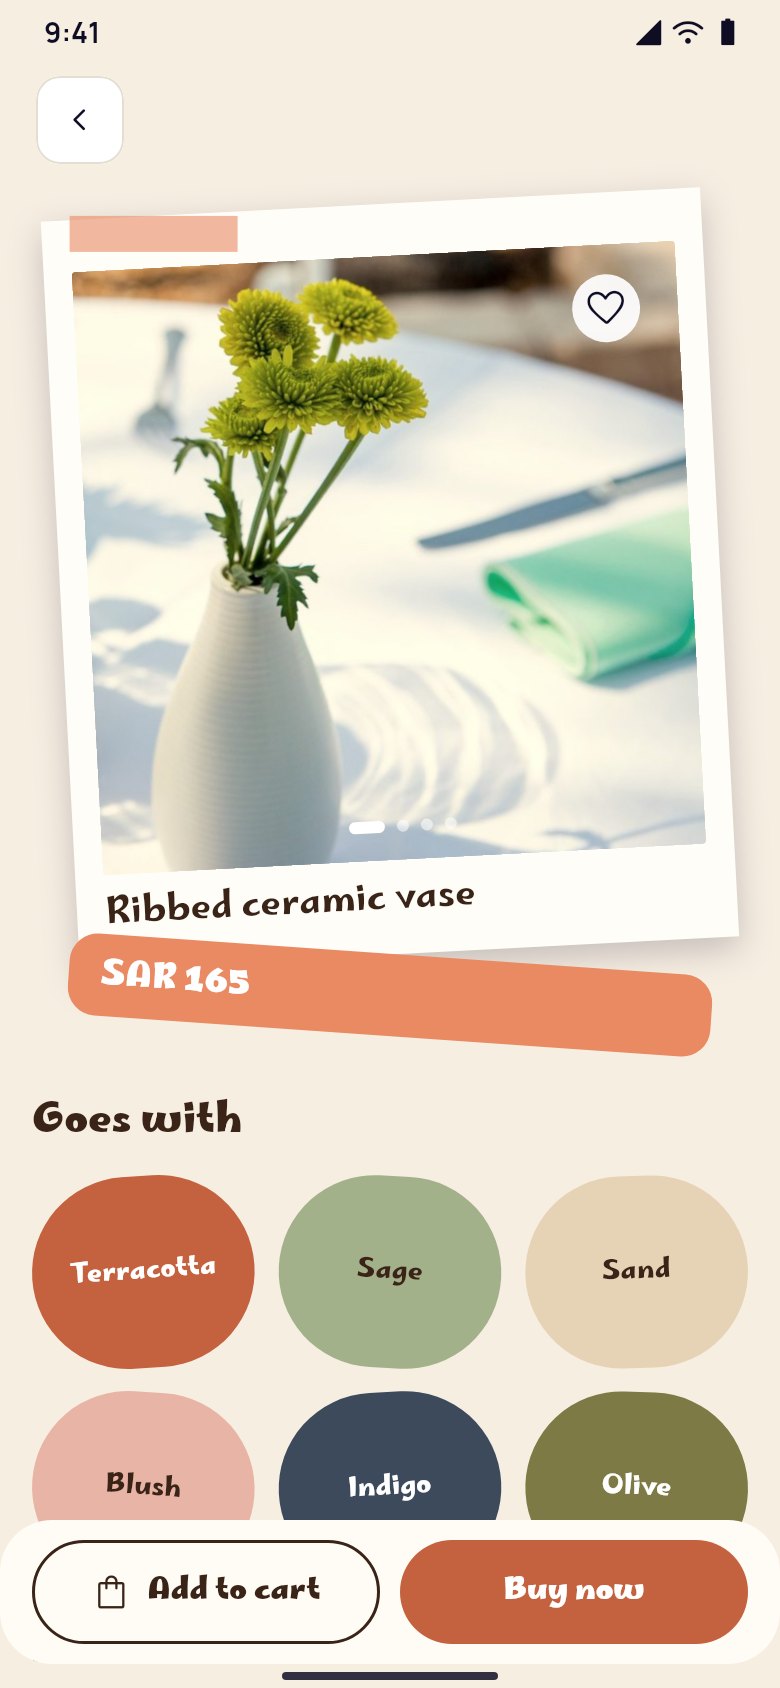 9:41
Ribbed ceramic vase
SAR 165
Goes with
Terracotta
Sage
Sand
Blush
Indigo
Olive
Add to cart
Buy now